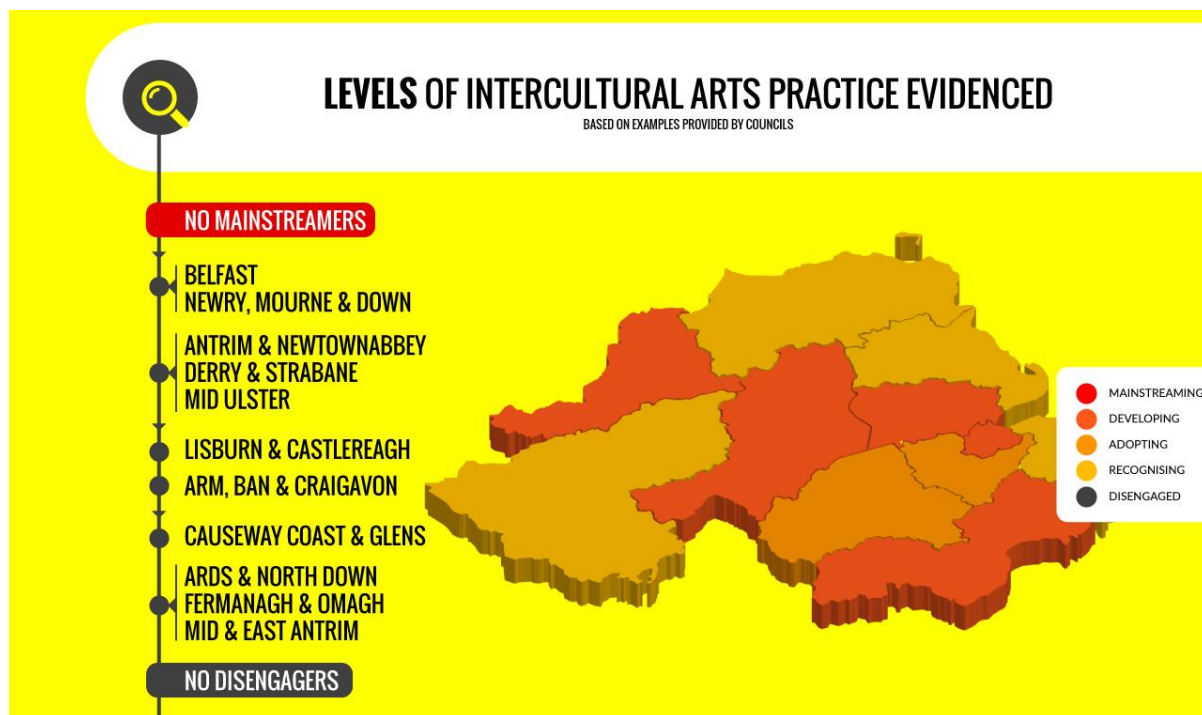 LEVELS OF INTERCULTURAL ARTS PRACTICE EVIDENCED
BASED ON EXAMPLES PROVIDED BY COUNCILS
NO MAINSTREAMERS
BELFAST
NEWRY, MOURNE & DOWN
ANTRIM & NEWTOWNABBEY
DERRY & STRABANE
MID ULSTER
LISBURN & CASTLEREAGH
ARM, BAN & CRAIGAVON
CAUSEWAY COAST & GLENS
ARDS & NORTH DOWN
FERMANAGH & OMAGH
MID & EAST ANTRIM
NO DISENGAGERS
MAINSTREAMING
DEVELOPING
ADOPTING
RECOGNISING
DISENGAGED